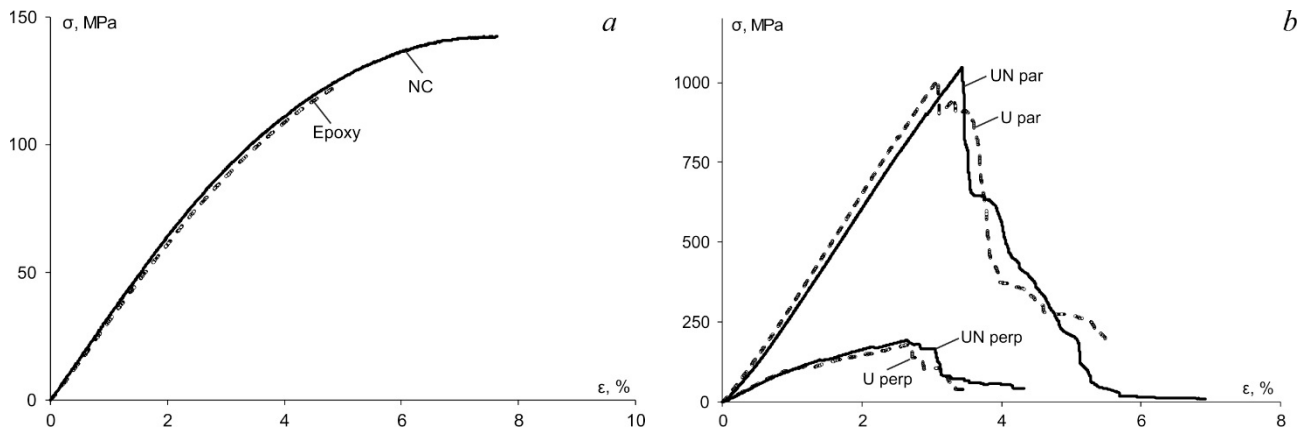 σ, MPa
a
150
100
50
0
NC
Epoxy
ε, %
0 2 4 6 8 10
σ, MPa
b
1000
750
500
250
0
UN par
U par
UN perp
U perp
ε, %
0 2 4 6 8